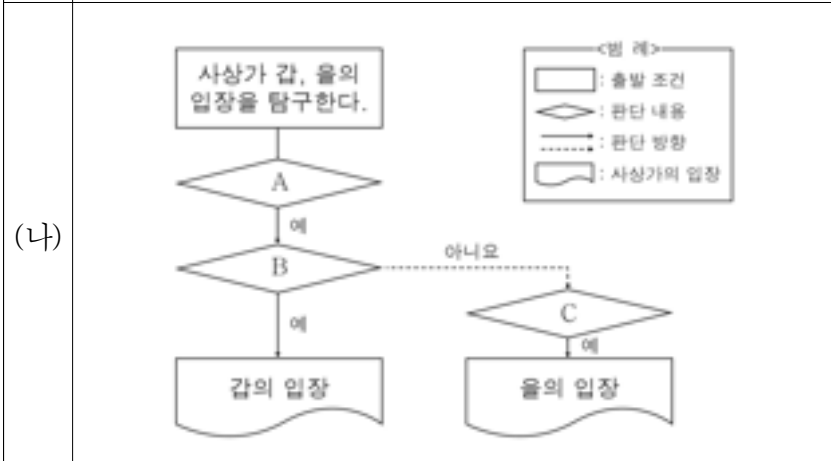 (나)
사상가 갑, 을의
입장을 탐구한다.
<범 례>
: 출발 조건
: 판단 내용
: 판단 방향
: 사상가의 입장
A
예
B
아니요
예
C
예
갑의 입장
을의 입장